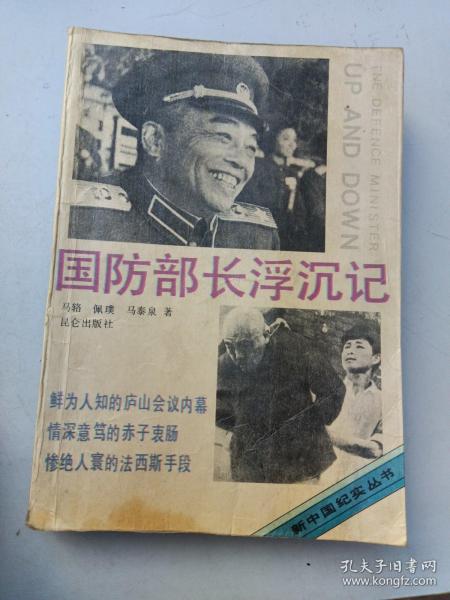 THE DEFENCE MINISTER
UP AND DOWN
国防部长浮沉记
马辂 佩璞 马泰泉 著
昆仑出版社
鲜为人知的庐山会议内幕
情深意笃的赤子衷肠
惨绝人寰的法西斯手段
新中国纪实丛书
孔夫子旧书网
www.kongfz.com